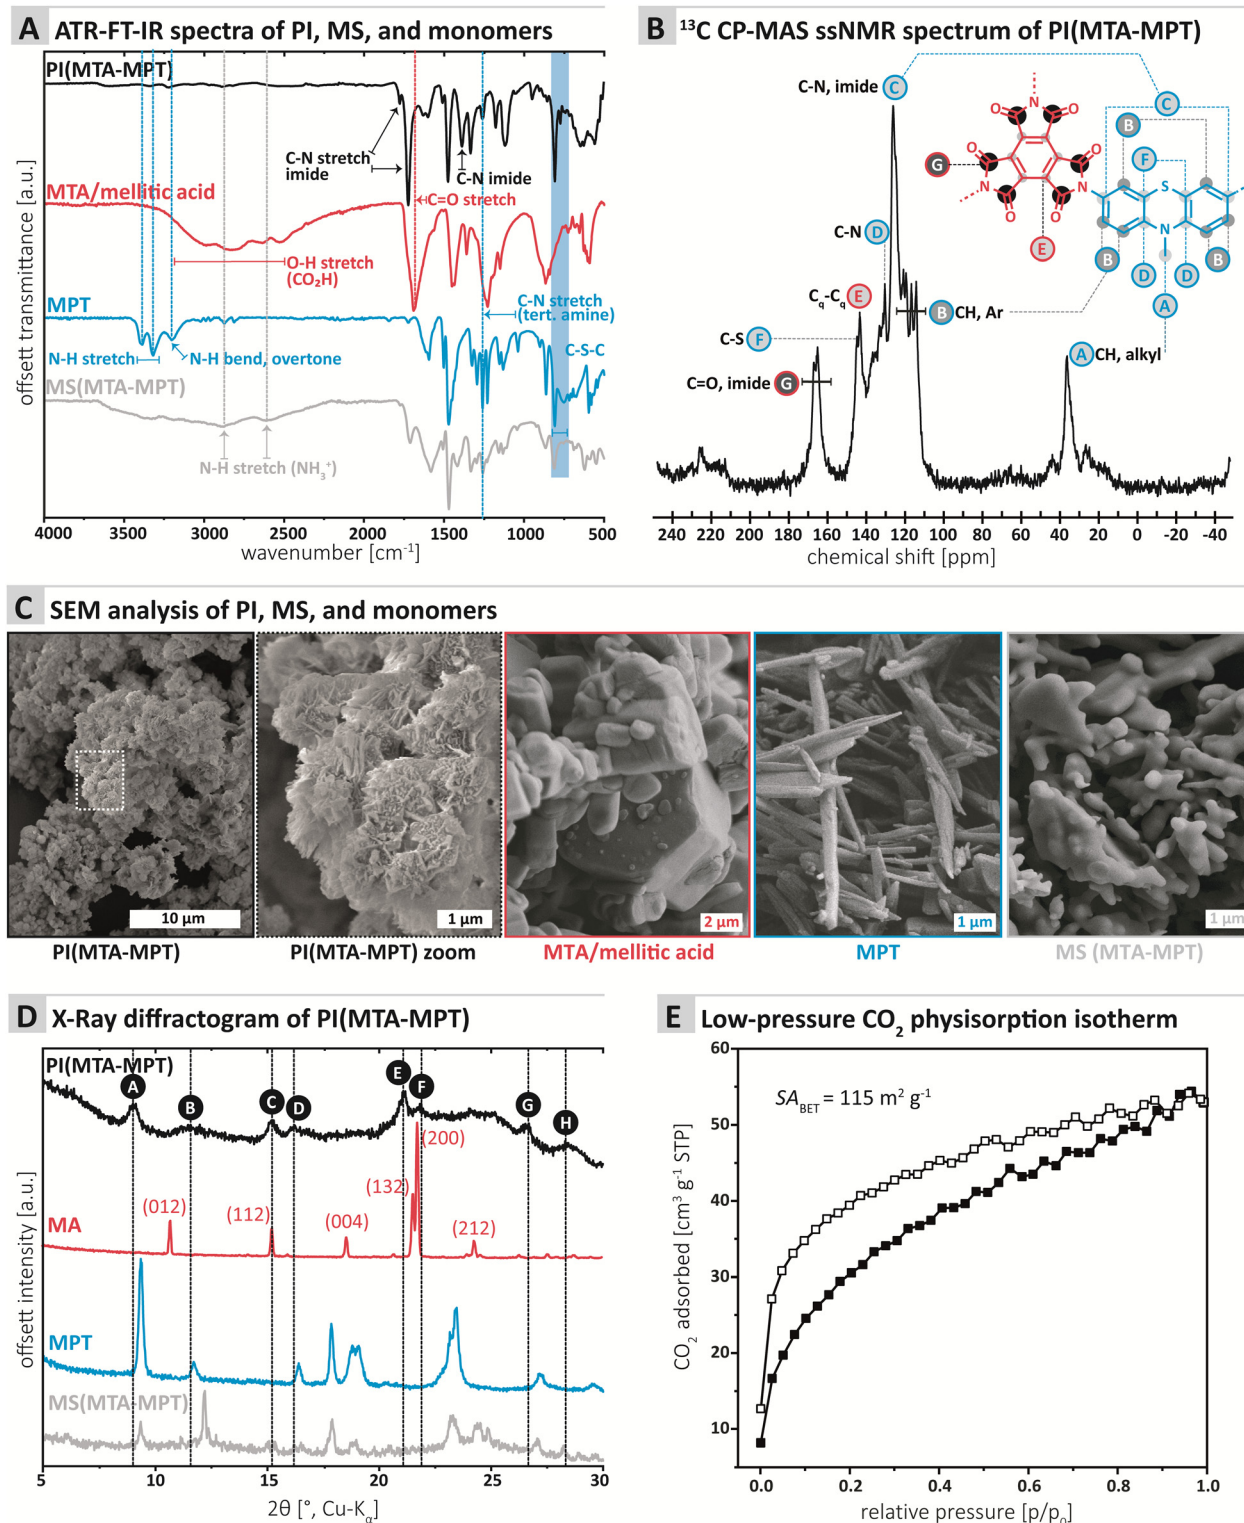 A ATR-FT-IR spectra of PI, MS, and monomers
PI(MTA-MPT)
C-N stretch
imide
C-N imide
MTA/mellitic acid
C=O stretch
O-H stretch
(CO₂H)
MPT
C-N stretch
(tert. amine)
N-H stretch
N-H bend, overtone
C-S-C
MS(MTA-MPT)
N-H stretch (NH₃⁺)
offsett transmittance [a.u.]
4000 3500 3000 2500 2000 1500 1000 500
wavenumber [cm⁻¹]
B ¹³C CP-MAS ssNMR spectrum of PI(MTA-MPT)
C-N, imide C
C-N D
Cq-Cq E
C-S F
C=O, imide G
B CH, Ar
A CH, alkyl
C
B
F
G
E
B
D
D
B
A
O N O
O O
N N
O O
S
N
240 220 200 180 160 140 120 100 80 60 40 20 0 -20 -40
chemical shift [ppm]
C SEM analysis of PI, MS, and monomers
10 µm
1 µm
2 µm
1 µm
1 µm
PI(MTA-MPT)
PI(MTA-MPT) zoom
MTA/mellitic acid
MPT
MS (MTA-MPT)
D X-Ray diffractogram of PI(MTA-MPT)
PI(MTA-MPT)
A B C D E F G H
MA
(012) (112) (004) (132) (200) (212)
MPT
MS(MTA-MPT)
offsett intensity [a.u.]
5 10 15 20 25 30
2θ [°, Cu-Kα]
E Low-pressure CO₂ physisorption isotherm
SA_BET = 115 m² g⁻¹
CO₂ adsorbed [cm³ g⁻¹ STP]
60
50
40
30
20
10
0.0 0.2 0.4 0.6 0.8 1.0
relative pressure [p/p₀]